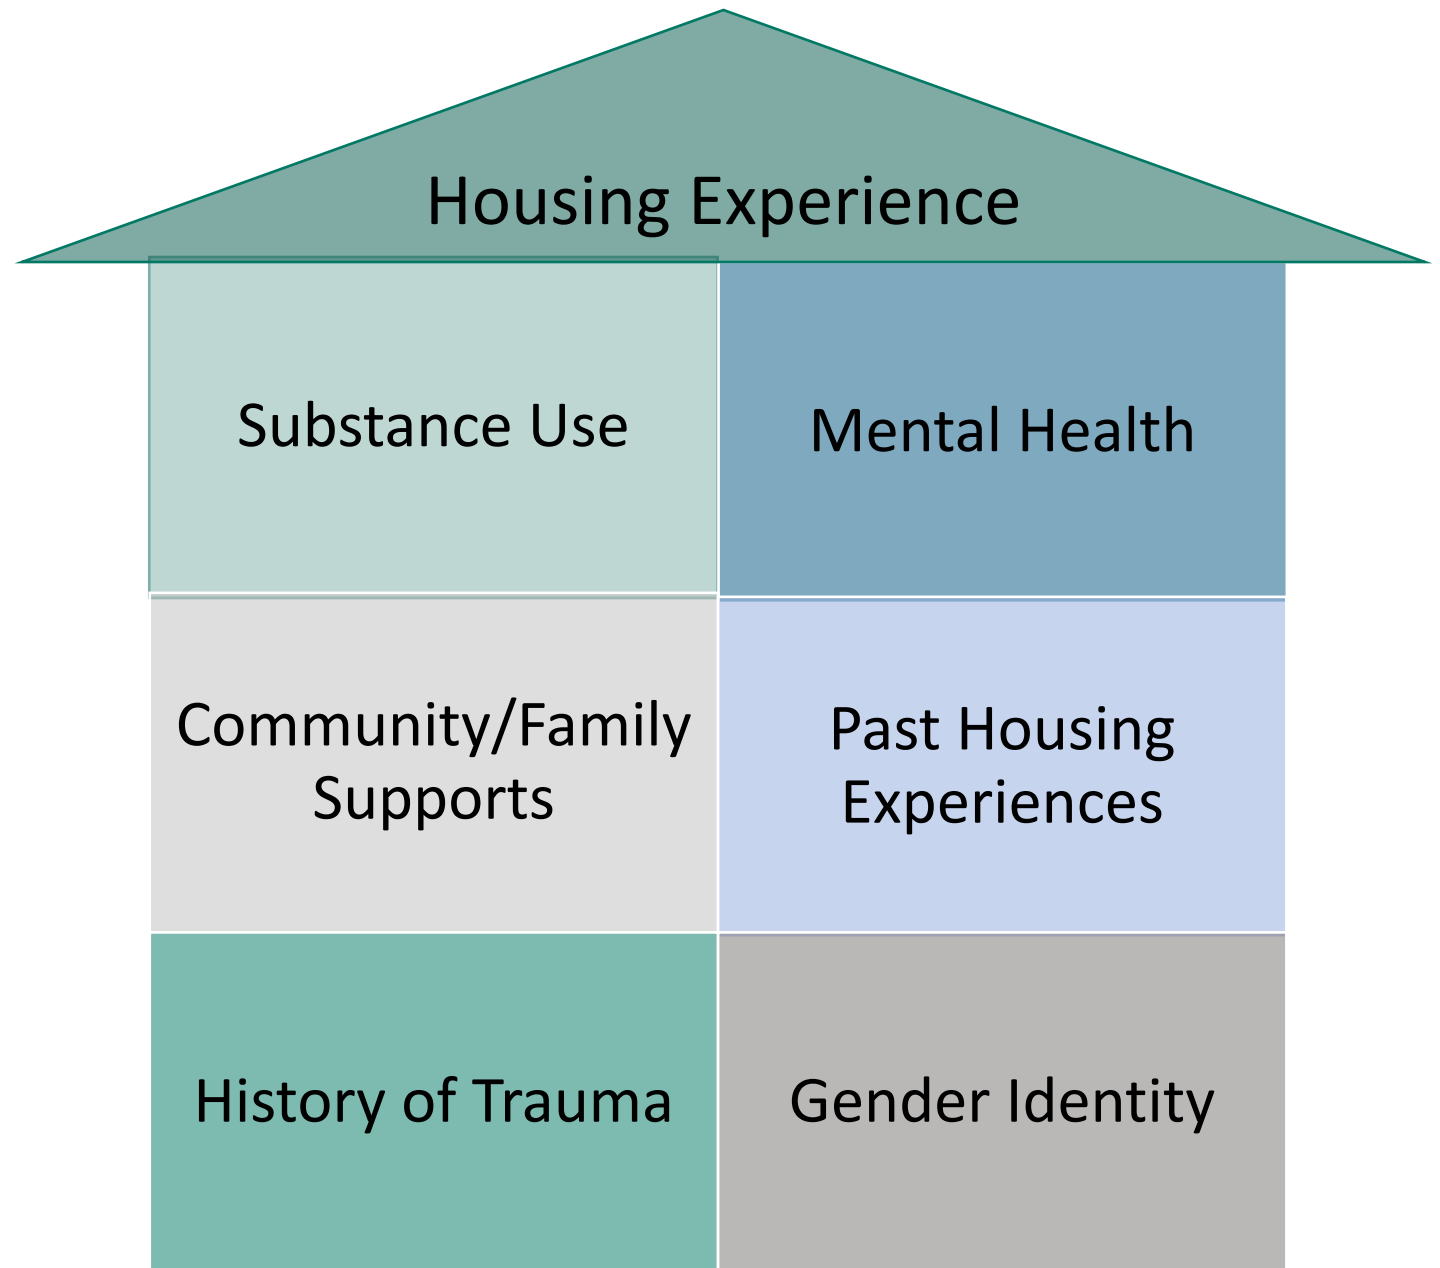 Housing Experience
Substance Use
Mental Health
Community/Family
Supports
Past Housing
Experiences
History of Trauma
Gender Identity